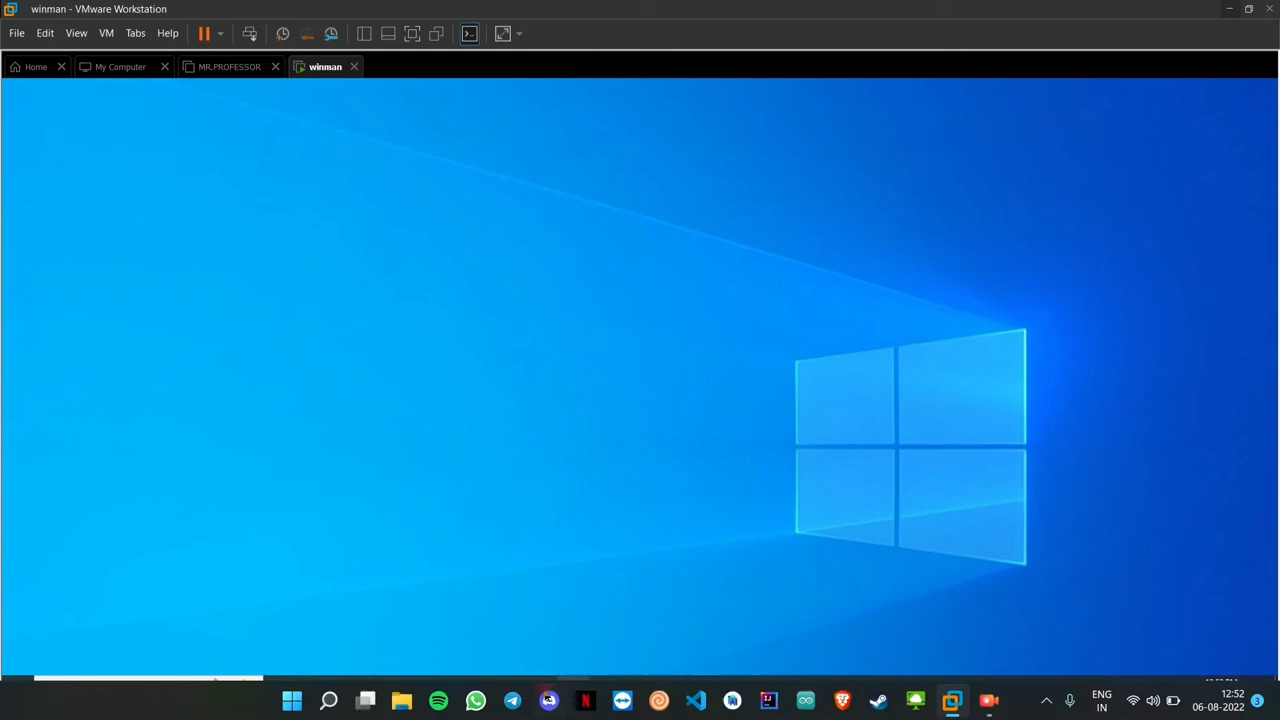 winman - VMware Workstation
File Edit View VM Tabs Help
Home My Computer MR.PROFESSOR winman
ENG
IN
12:52
06-08-2022
3